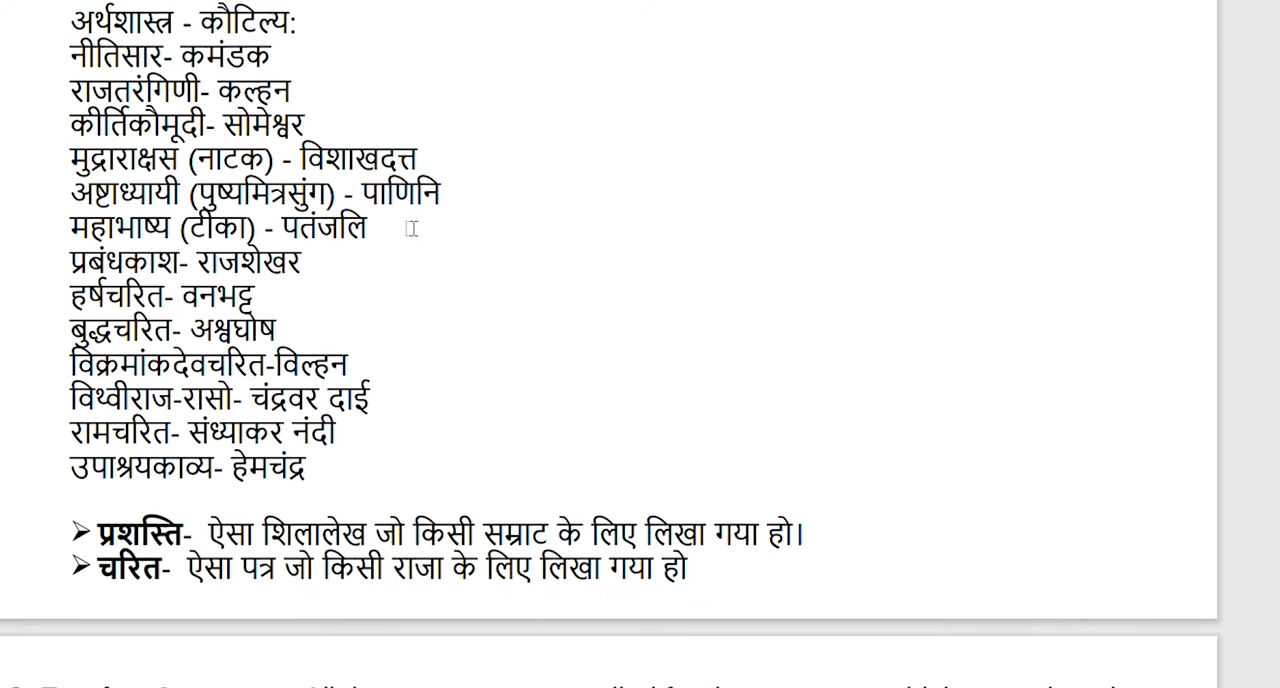 अर्थशास्त्र - कौटिल्य:
नीतिसार- कमंडक
राजतरंगिणी- कल्हन
कीर्तिकौमूदी- सोमेश्वर
मुद्राराक्षस (नाटक) - विशाखदत्त
अष्टाध्यायी (पुष्यमित्रसुंग) - पाणिनि
महाभाष्य (टीका) - पतंजलि
प्रबंधकाश- राजशेखर
हर्षचरित- वनभट्ट
बुद्धचरित- अश्वघोष
विक्रमांकदेवचरित-विल्हन
विथ्वीराज-रासो- चंद्रवर दाई
रामचरित- संध्याकर नंदी
उपाश्रयकाव्य- हेमचंद्र
➢ प्रशस्ति- ऐसा शिलालेख जो किसी सम्राट के लिए लिखा गया हो।
➢ चरित- ऐसा पत्र जो किसी राजा के लिए लिखा गया हो